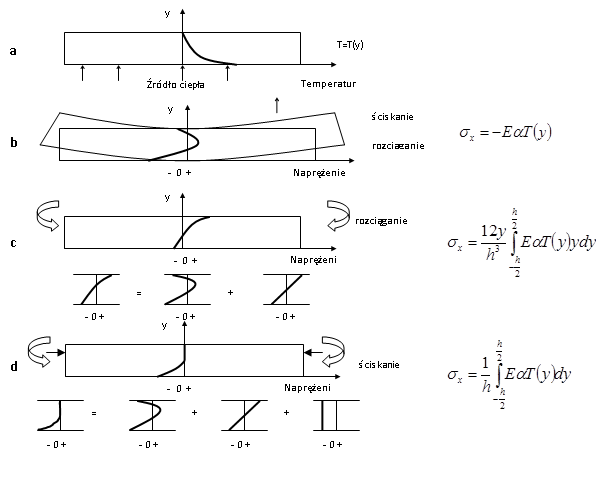 y
a
T=T(y)
Źródło ciepła
Temperatur
y
ściskanie
b
rozciąganie
- 0 +
Naprężenie
σx = -EαT(y)
y
rozciąganie
c
- 0 +
Naprężeni
σx = 12y/h³ ∫_{-h/2}^{h/2} EαT(y)ydy
= +
- 0 + - 0 + - 0 +
y
d
ściskanie
- 0 +
Naprężeni
σx = 1/h ∫_{-h/2}^{h/2} EαT(y)dy
= + +
- 0 + - 0 + - 0 + - 0 +